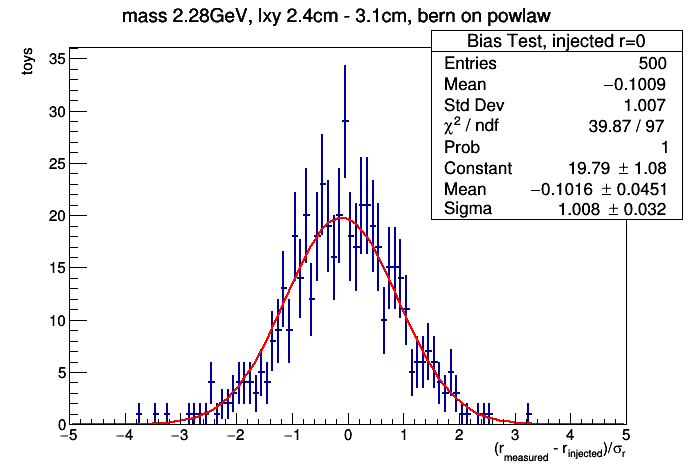 mass 2.28GeV, lxy 2.4cm - 3.1cm, bern on powlaw
Bias Test, injected r=0
Entries 500
Mean −0.1009
Std Dev 1.007
χ² / ndf 39.87 / 97
Prob 1
Constant 19.79 ± 1.08
Mean −0.1016 ± 0.0451
Sigma 1.008 ± 0.032
toys
35
30
25
20
15
10
5
0
−5 −4 −3 −2 −1 0 1 2 3 4 5
(r_measured - r_injected)/σ_r